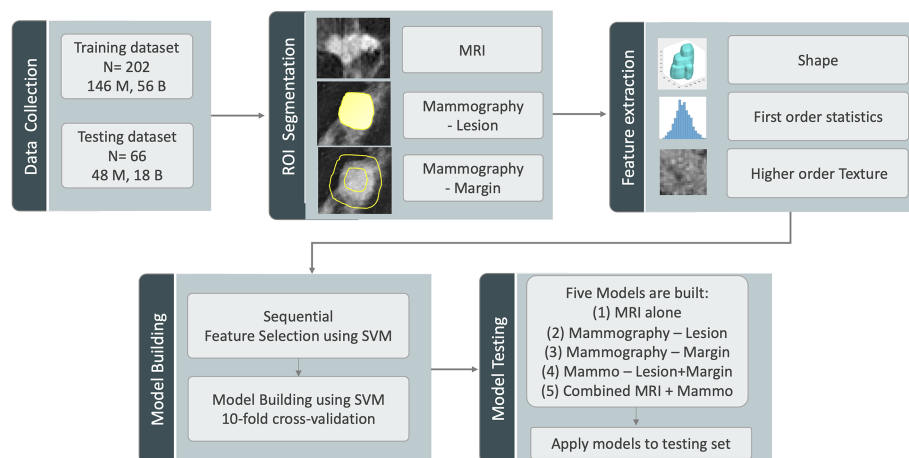 Data Collection
Training dataset
N= 202
146 M, 56 B
Testing dataset
N= 66
48 M, 18 B
ROI Segmentation
MRI
Mammography
- Lesion
Mammography
- Margin
Feature extraction
Shape
First order statistics
Higher order Texture
Model Building
Sequential
Feature Selection using SVM
Model Building using SVM
10-fold cross-validation
Model Testing
Five Models are built:
(1) MRI alone
(2) Mammography – Lesion
(3) Mammography – Margin
(4) Mammo – Lesion+Margin
(5) Combined MRI + Mammo
Apply models to testing set